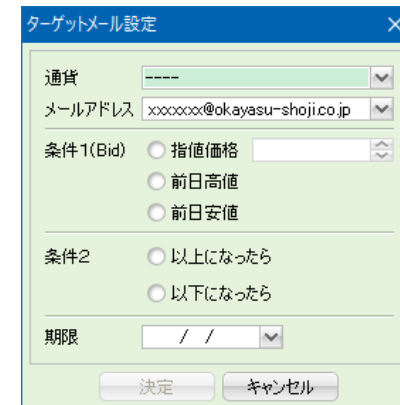 ターゲットメール設定
通貨 ----
メールアドレス xxxxxxx@okayasu-shoji.co.jp
条件1(Bid) 指値価格
前日高値
前日安値
条件2 以上になったら
以下になったら
期限 / /
決定 キャンセル